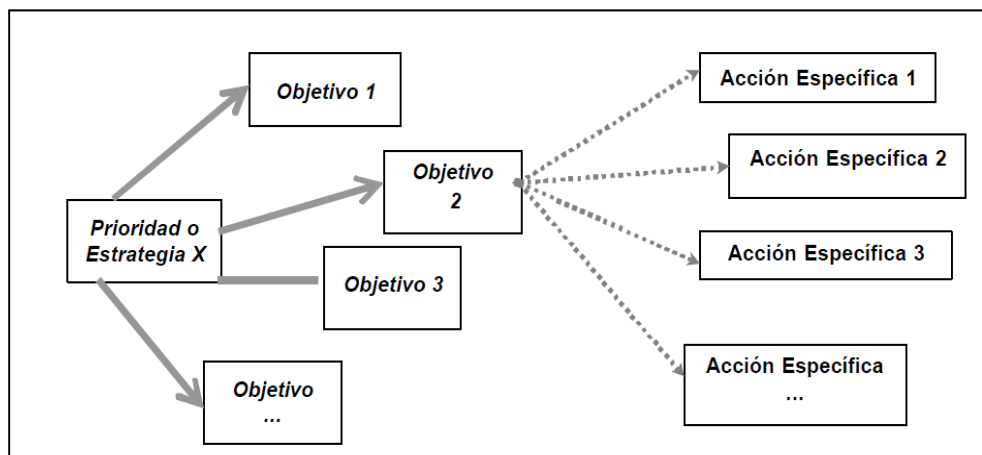 Objetivo 1
Acción Específica 1
Objetivo
2
Acción Específica 2
Prioridad o
Estrategia X
Acción Específica 3
Objetivo 3
Objetivo
...
Acción Específica
...